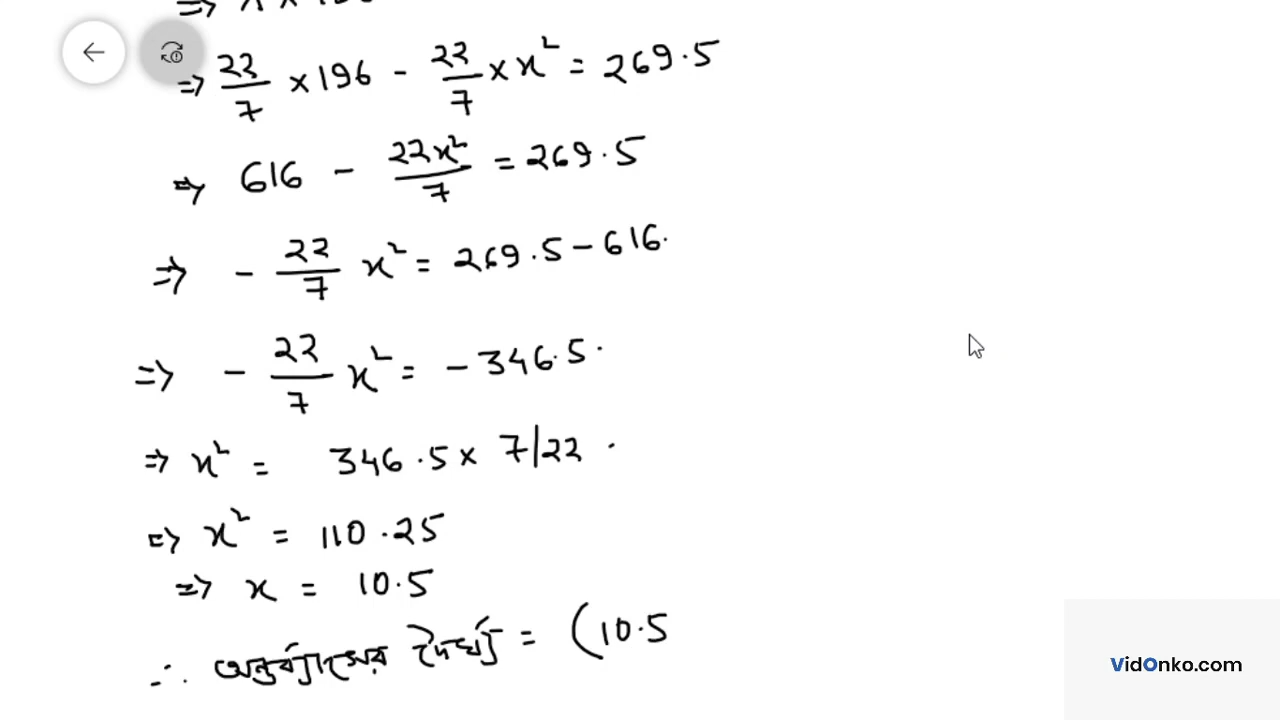 ⇒ 22/7 × 196 - 22/7 × x² = 269.5
⇒ 616 - 22x²/7 = 269.5
⇒ - 22/7 x² = 269.5 - 616.
⇒ - 22/7 x² = - 346.5.
⇒ x² = 346.5 × 7/22 .
⇒ x² = 110.25
⇒ x = 10.5
∴ অন্তর্ব্যাসের দৈর্ঘ্য = (10.5
VidOnko.com